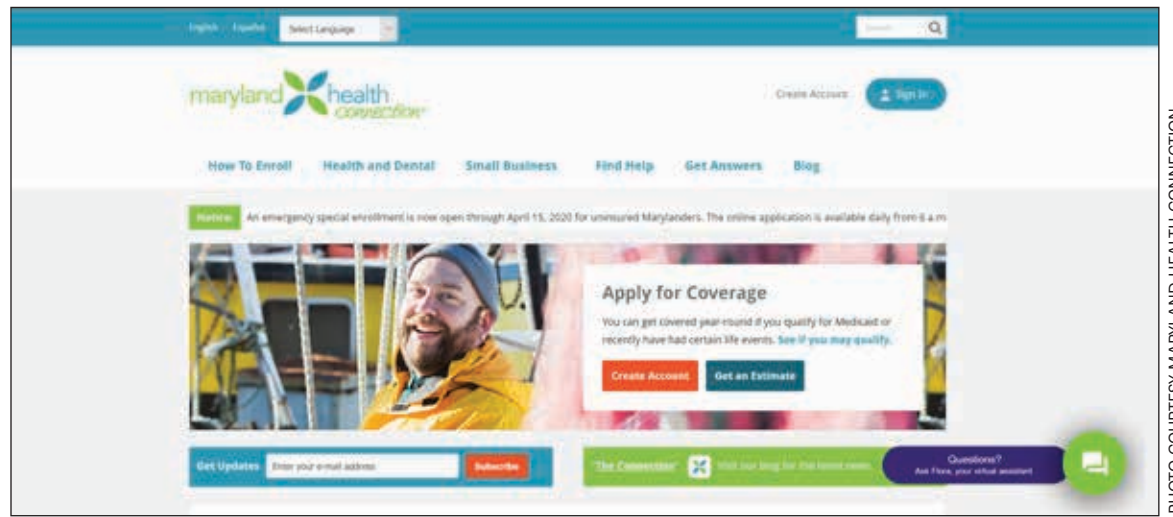 English Español Select Language
Search
maryland health
connection
Create Account Sign In
How To Enroll Health and Dental Small Business Find Help Get Answers Blog
Notice: An emergency special enrollment is now open through April 15, 2020 for uninsured Marylanders. The online application is available daily from 6 a.m
Apply for Coverage
You can get covered year-round if you qualify for Medicaid or
recently have had certain life events. See if you may qualify.
Create Account Get an Estimate
Get Updates Enter your e-mail address Subscribe
The Connection Visit our blog for the latest news
Questions?
Ask Flora, your virtual assistant
PHOTO COURTESY MARYLAND HEALTH CONNECTION